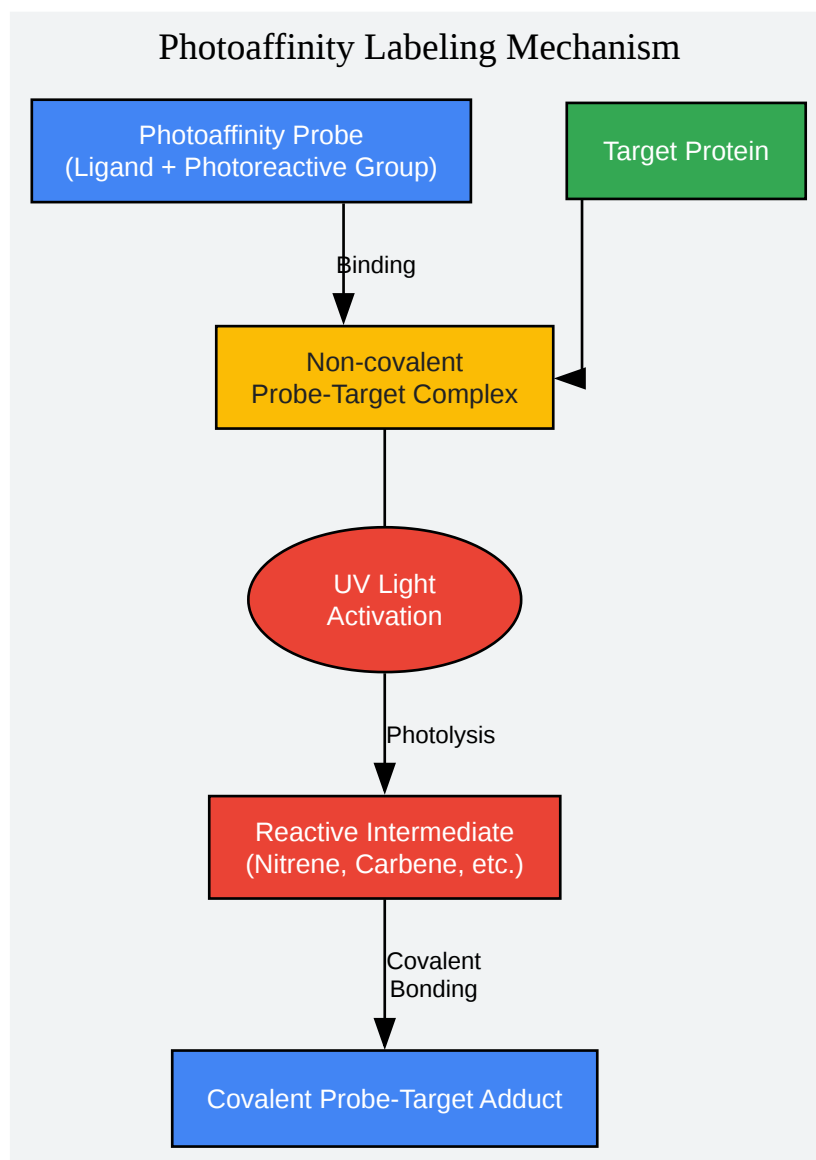 Photoaffinity Labeling Mechanism
Photoaffinity Probe
(Ligand + Photoreactive Group)
Target Protein
Binding
Non-covalent
Probe-Target Complex
UV Light
Activation
Photolysis
Reactive Intermediate
(Nitrene, Carbene, etc.)
Covalent
Bonding
Covalent Probe-Target Adduct